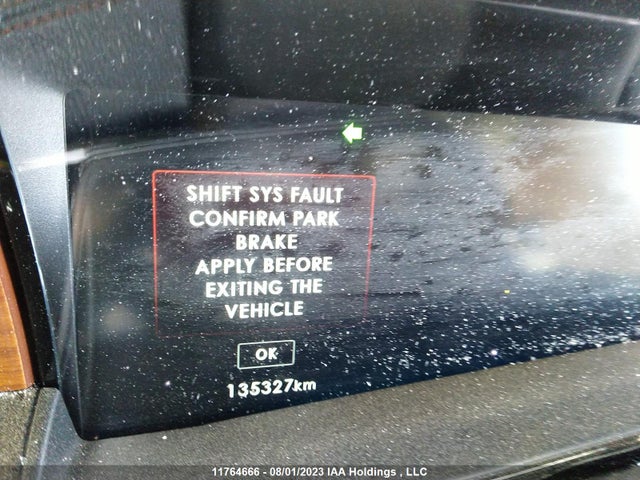 SHIFT SYS FAULT
CONFIRM PARK
BRAKE
APPLY BEFORE
EXITING THE
VEHICLE
OK
135327km
11764666 - 08/01/2023 IAA Holdings , LLC